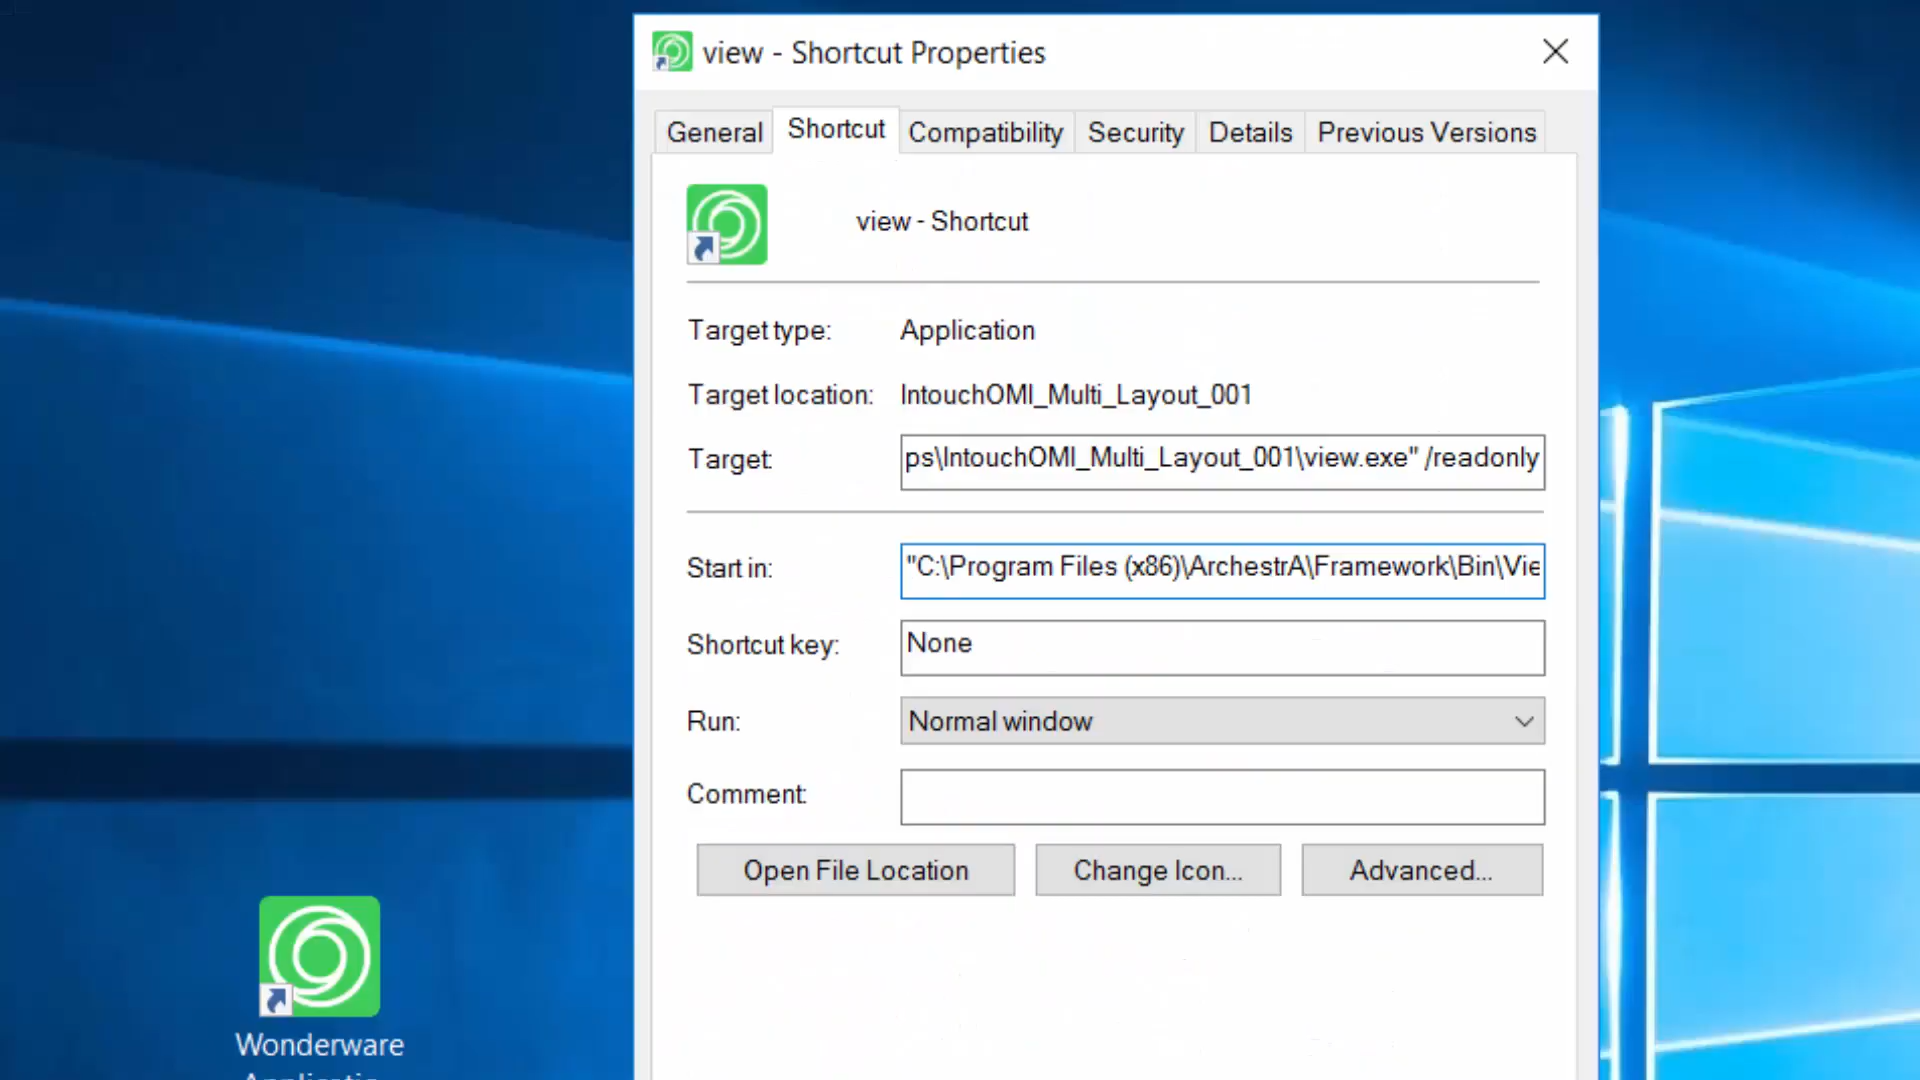 view - Shortcut Properties
General Shortcut Compatibility Security Details Previous Versions
view - Shortcut
Target type: Application
Target location: IntouchOMI_Multi_Layout_001
Target: ps\IntouchOMI_Multi_Layout_001\view.exe" /readonly
Start in: "C:\Program Files (x86)\ArchestrA\Framework\Bin\Vie
Shortcut key: None
Run: Normal window
Comment:
Open File Location Change Icon... Advanced...
Wonderware